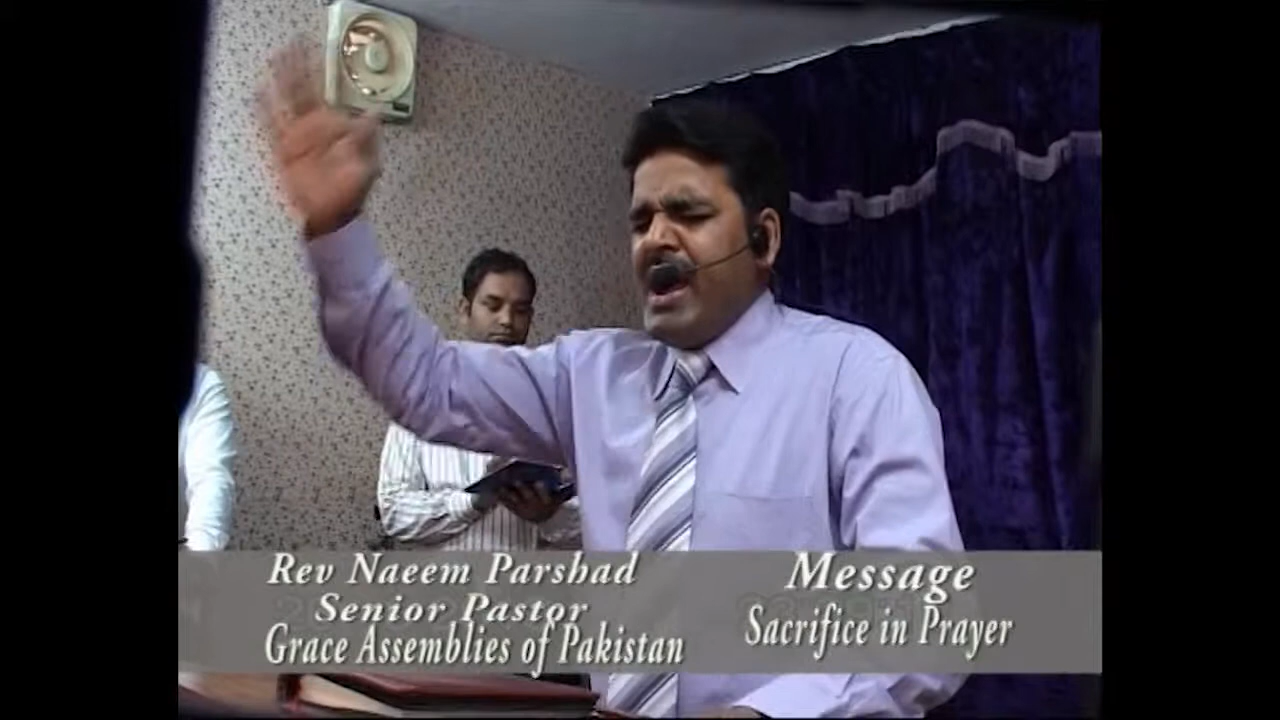 Rev Naeem Parshad
Senior Pastor
Grace Assemblies of Pakistan
Message
Sacrifice in Prayer